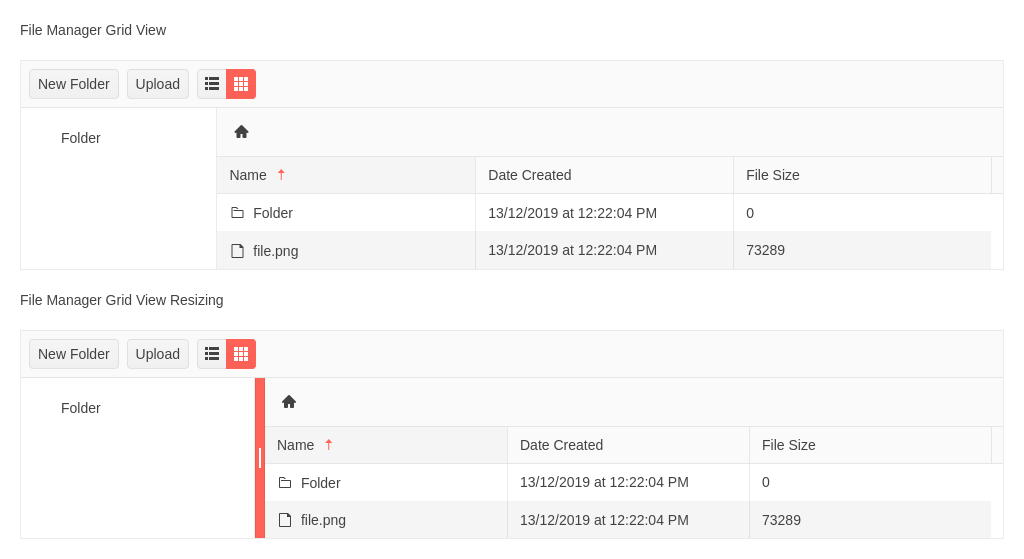 File Manager Grid View
New Folder Upload
Folder
Name Date Created File Size
Folder 13/12/2019 at 12:22:04 PM 0
file.png 13/12/2019 at 12:22:04 PM 73289
File Manager Grid View Resizing
New Folder Upload
Folder
Name Date Created File Size
Folder 13/12/2019 at 12:22:04 PM 0
file.png 13/12/2019 at 12:22:04 PM 73289